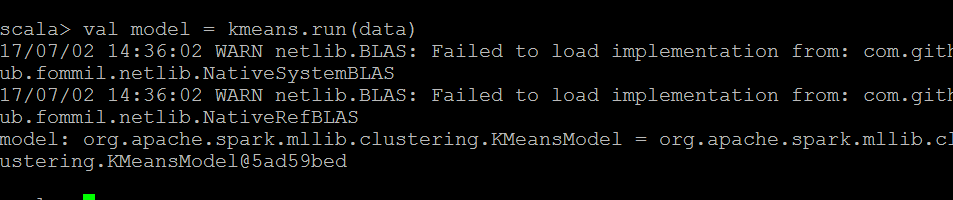 scala> val model = kmeans.run(data)
17/07/02 14:36:02 WARN netlib.BLAS: Failed to load implementation from: com.gith
ub.fommil.netlib.NativeSystemBLAS
17/07/02 14:36:02 WARN netlib.BLAS: Failed to load implementation from: com.gith
ub.fommil.netlib.NativeRefBLAS
model: org.apache.spark.mllib.clustering.KMeansModel = org.apache.spark.mllib.cl
ustering.KMeansModel@5ad59bed